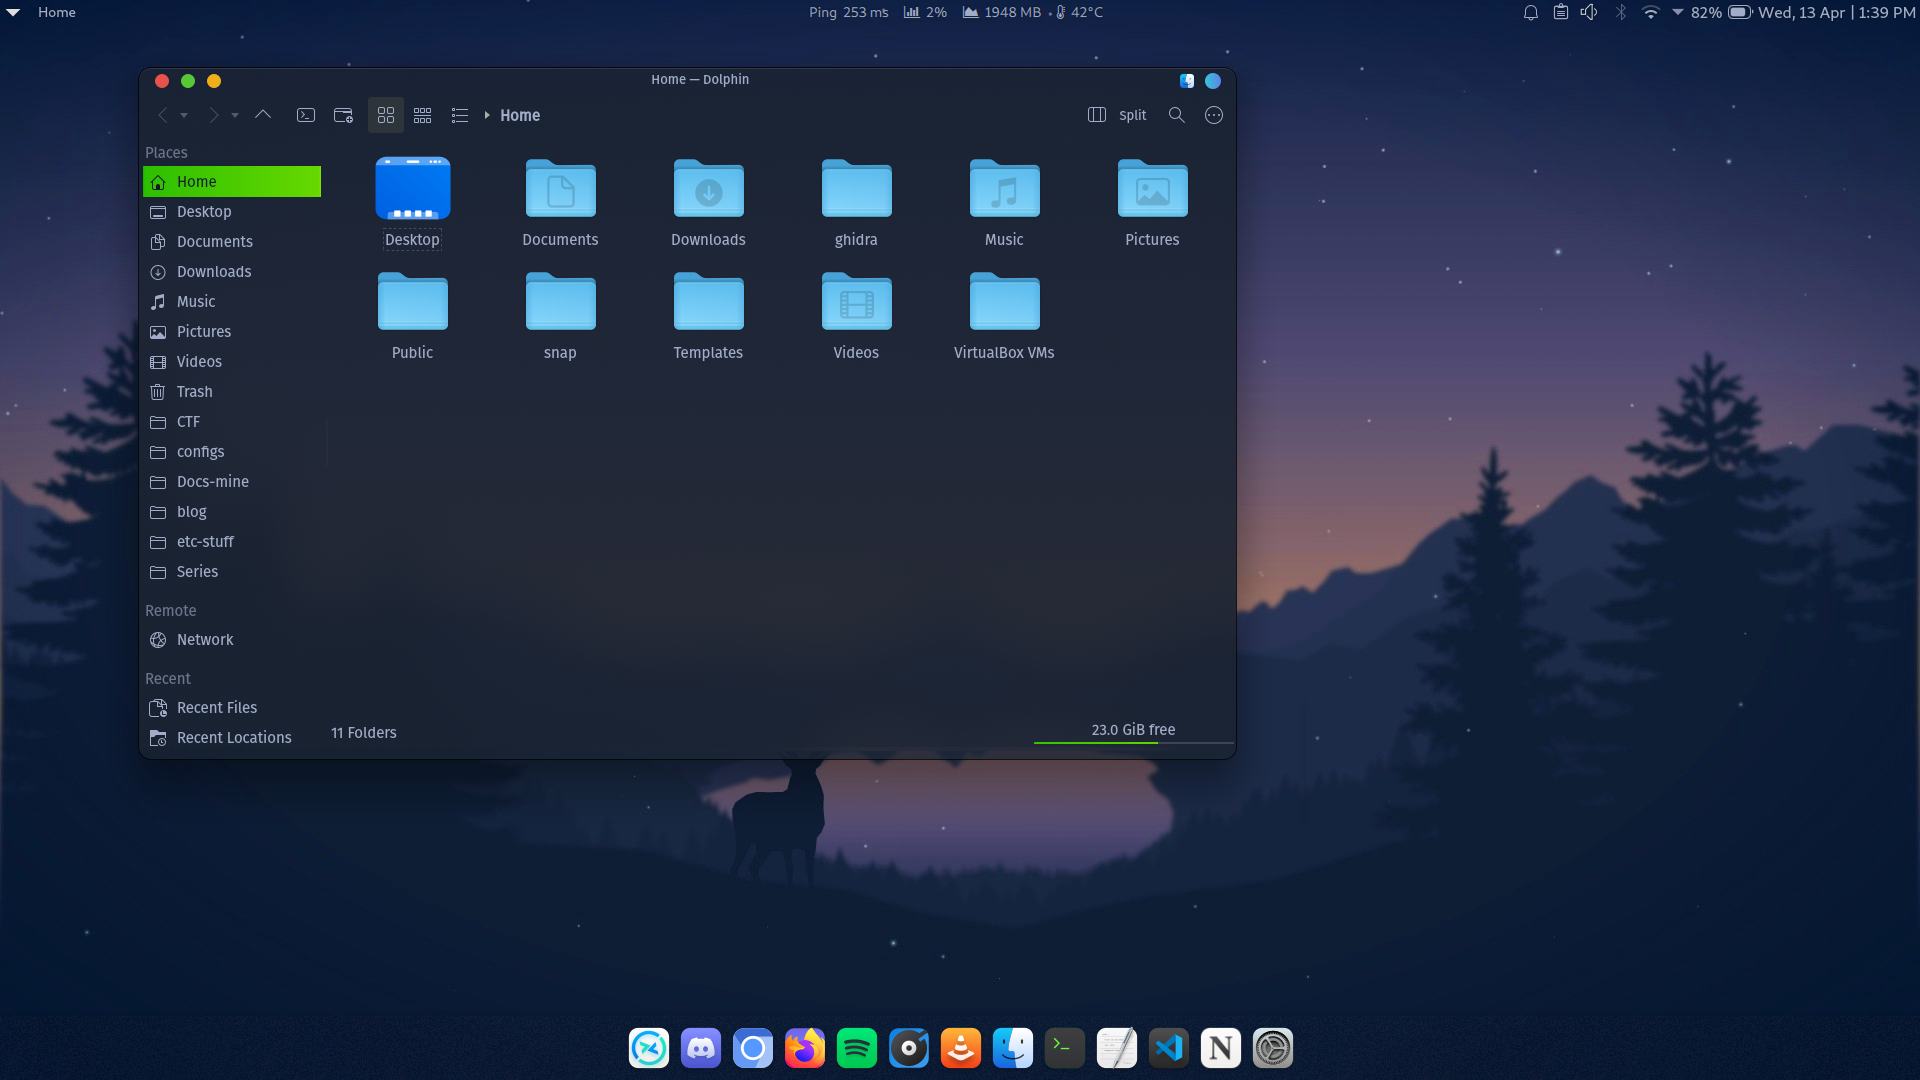 Home
Ping 253 ms 2% 1948 MB 42°C
82% Wed, 13 Apr | 1:39 PM
Home — Dolphin
Home
Split
Places
Home
Desktop
Documents
Downloads
Music
Pictures
Videos
Trash
CTF
configs
Docs-mine
blog
etc-stuff
Series
Remote
Network
Recent
Recent Files
Recent Locations
Desktop Documents Downloads ghidra Music Pictures
Public snap Templates Videos VirtualBox VMs
11 Folders
23.0 GiB free